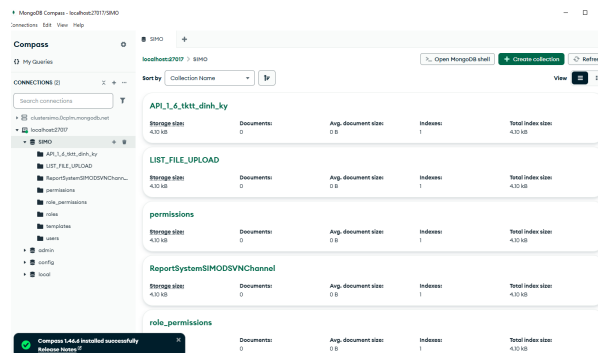 MongoDB Compass - localhost:27017/SIMO
Connections Edit View Help
Compass
SIMO
My Queries
localhost:27017 > SIMO
Open MongoDB shell
Create collection
Refre
CONNECTIONS (2)
Sort by Collection Name
View
Search connections
clustersimo.0cplm.mongodb.net
localhost:27017
SIMO
API_1_6_tktt_dinh_ky
LIST_FILE_UPLOAD
ReportSystemSIMODSVNChann...
permissions
role_permissions
roles
templates
users
admin
config
local
API_1_6_tktt_dinh_ky
Storage size: Documents: Avg. document size: Indexes: Total index size:
4.10 kB 0 0 B 1 4.10 kB
LIST_FILE_UPLOAD
Storage size: Documents: Avg. document size: Indexes: Total index size:
4.10 kB 0 0 B 1 4.10 kB
permissions
Storage size: Documents: Avg. document size: Indexes: Total index size:
4.10 kB 0 0 B 1 4.10 kB
ReportSystemSIMODSVNChannel
Storage size: Documents: Avg. document size: Indexes: Total index size:
4.10 kB 0 0 B 1 4.10 kB
role_permissions
Storage size: Documents: Avg. document size: Indexes: Total index size:
4.10 kB 0 0 B 1 4.10 kB
Compass 1.46.6 installed successfully
Release Notes